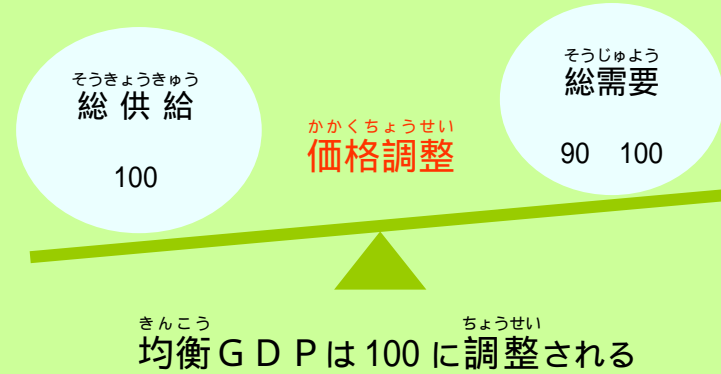 そうきょうきゅう
総供給
100
かかくちょうせい
価格調整
そうじゅよう
総需要
90 100
きんこう ちょうせい
均衡GDPは100に調整される